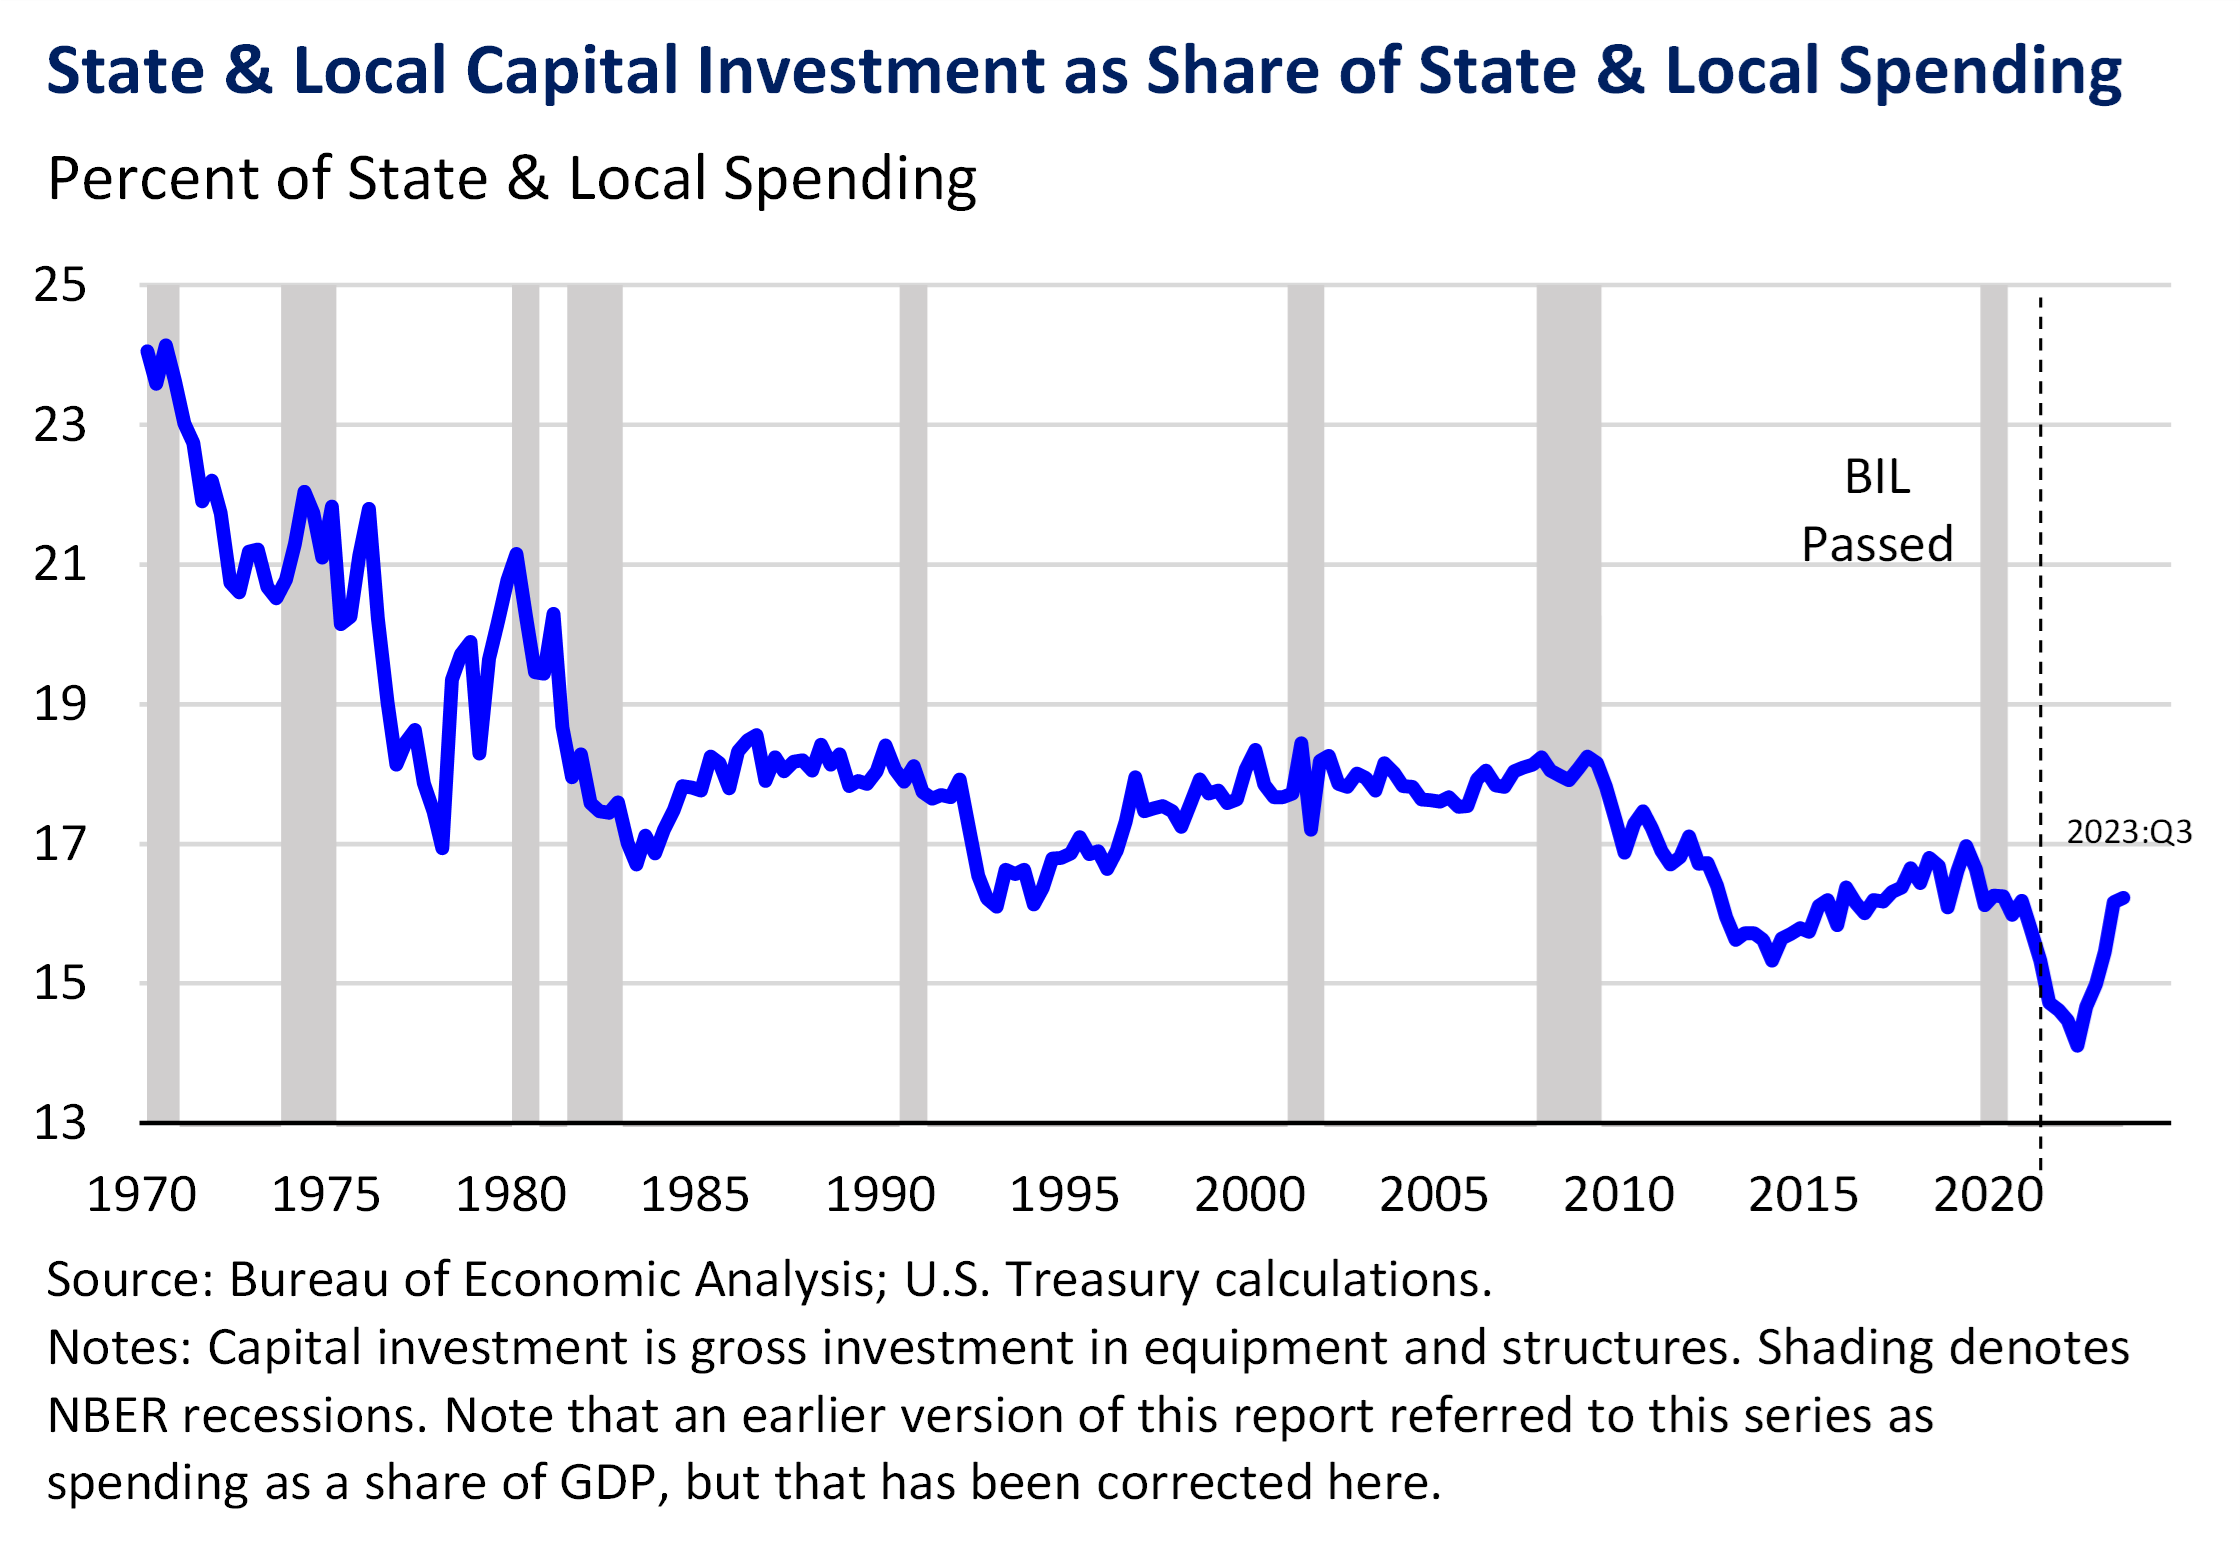 State & Local Capital Investment as Share of State & Local Spending
Percent of State & Local Spending
25
23
21
19
17
15
13
BIL
Passed
2023:Q3
1970 1975 1980 1985 1990 1995 2000 2005 2010 2015 2020
Source: Bureau of Economic Analysis; U.S. Treasury calculations.
Notes: Capital investment is gross investment in equipment and structures. Shading denotes
NBER recessions. Note that an earlier version of this report referred to this series as
spending as a share of GDP, but that has been corrected here.